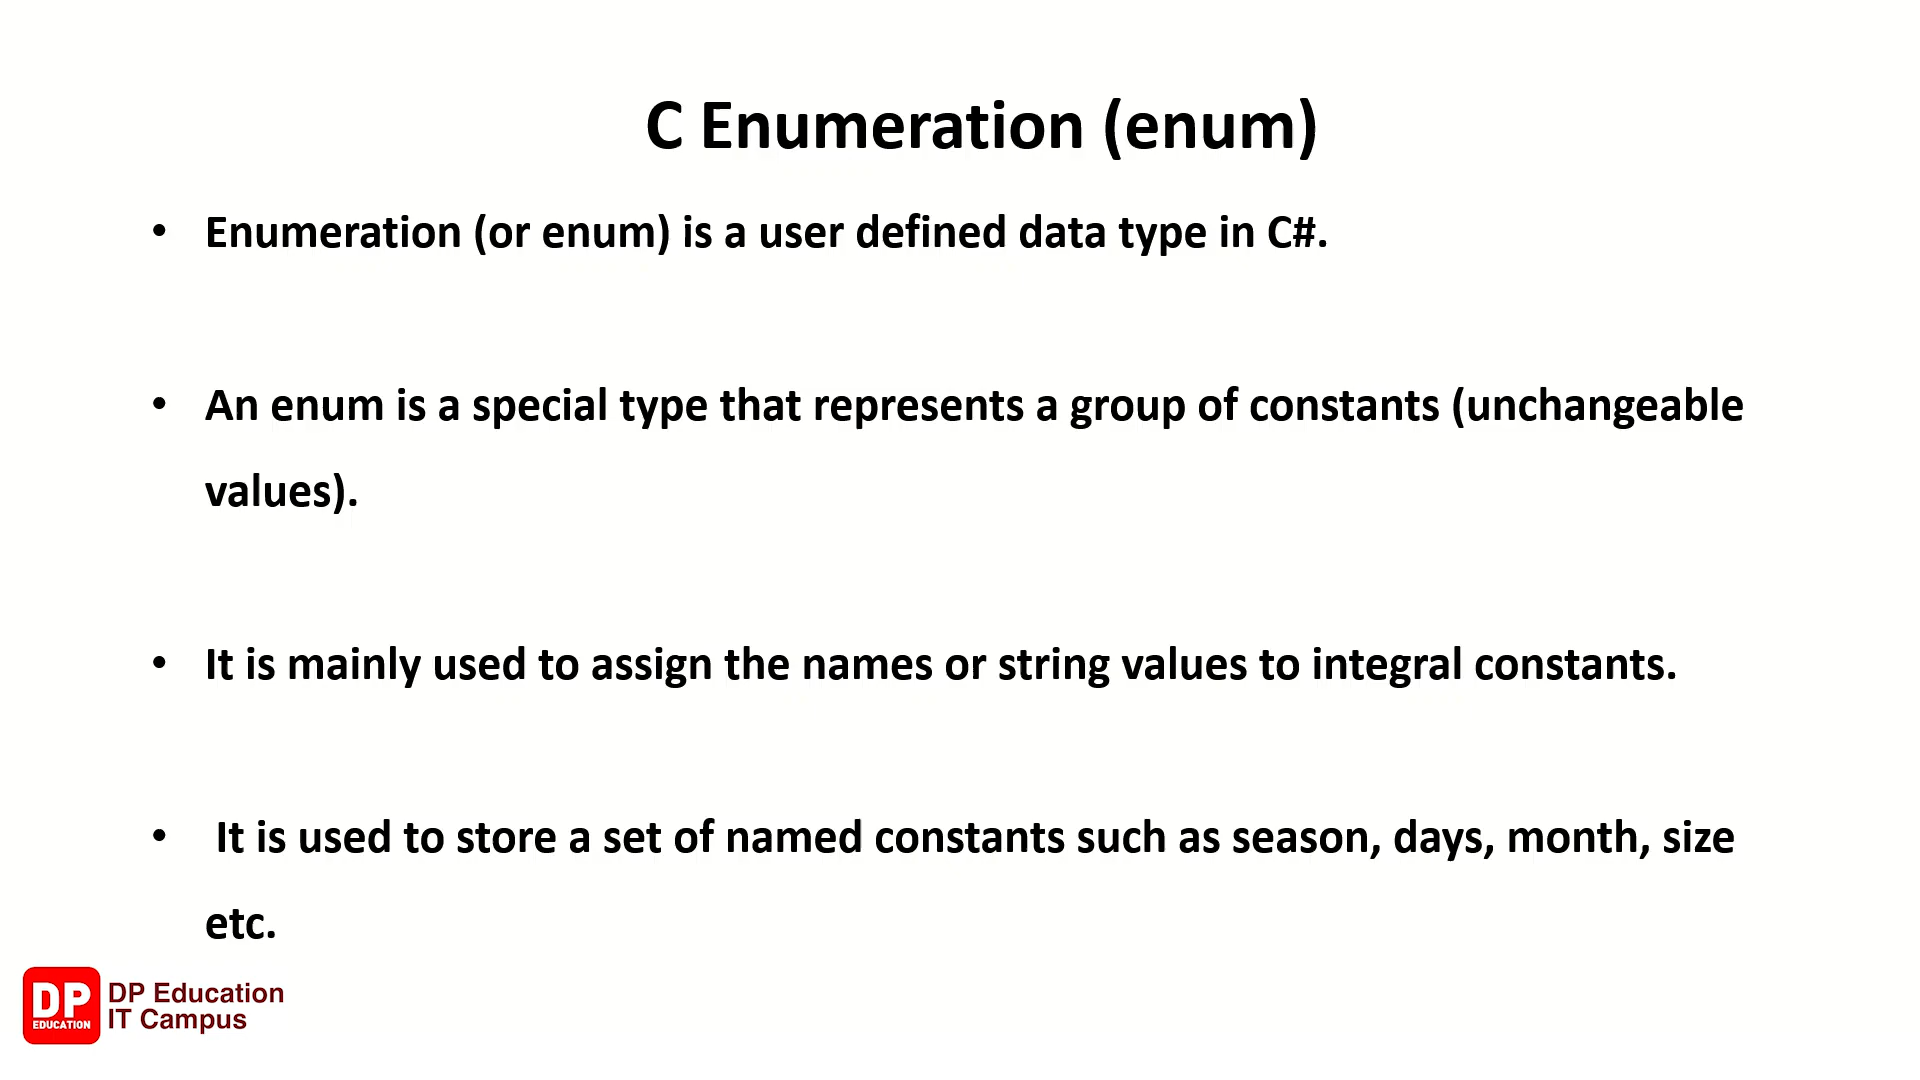 C Enumeration (enum)
• Enumeration (or enum) is a user defined data type in C#.
• An enum is a special type that represents a group of constants (unchangeable
values).
• It is mainly used to assign the names or string values to integral constants.
• It is used to store a set of named constants such as season, days, month, size
etc.
DP
EDUCATION
DP Education
IT Campus